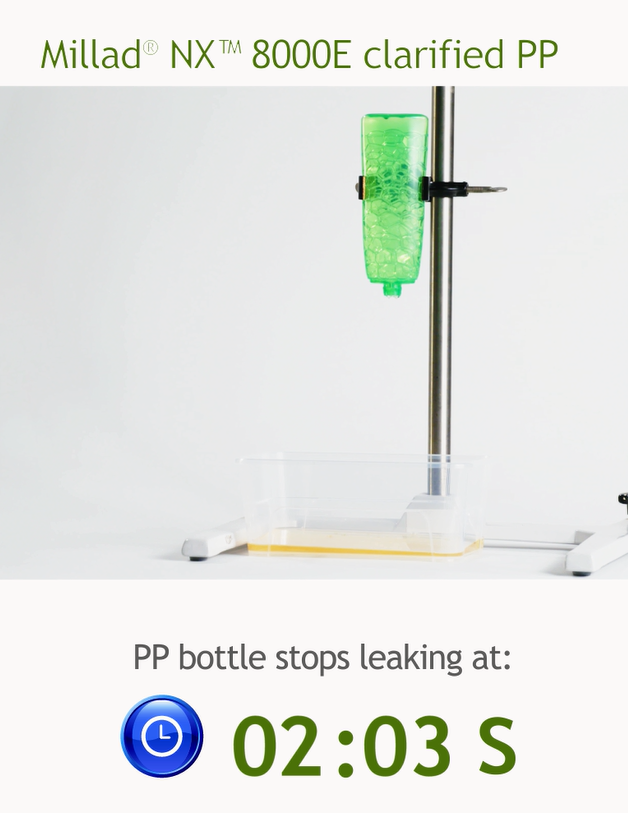 Millad® NX™ 8000E clarified PP
PP bottle stops leaking at:
02:03 S